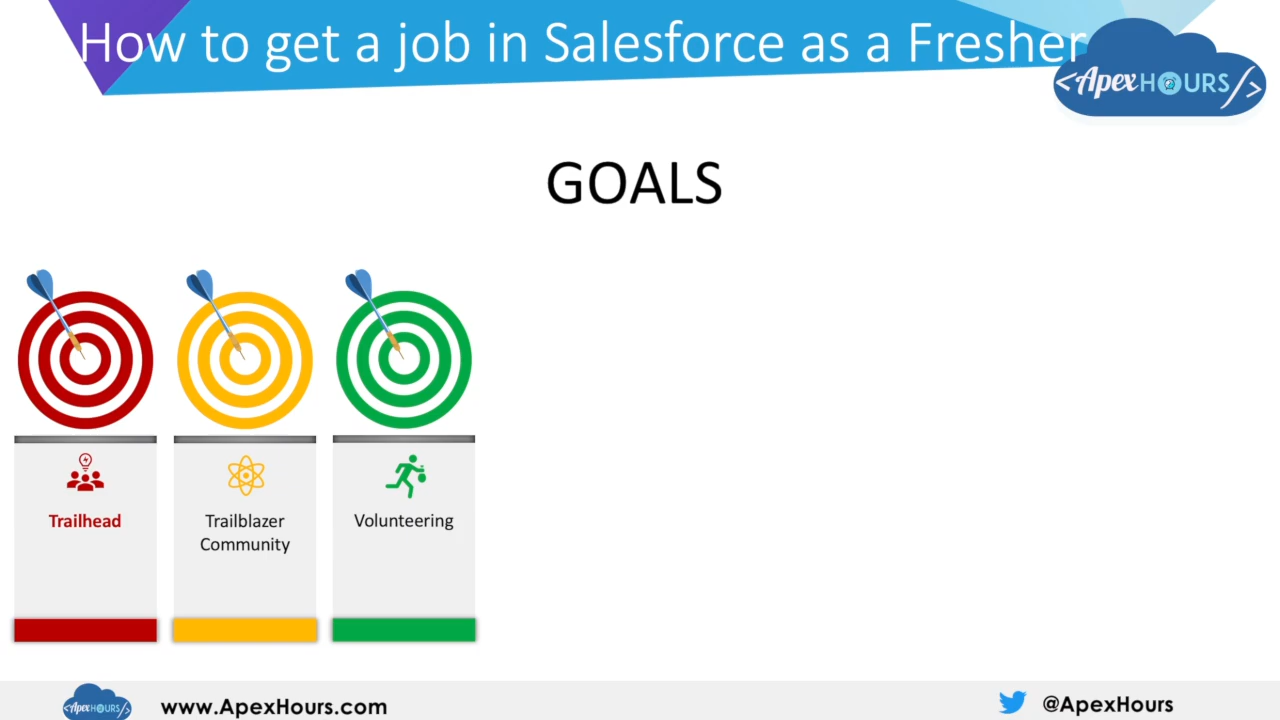 How to get a job in Salesforce as a Fresher
<ApexHOURS/>
GOALS
Trailhead
Trailblazer
Community
Volunteering
<ApexHOURS/>
www.ApexHours.com
@ApexHours